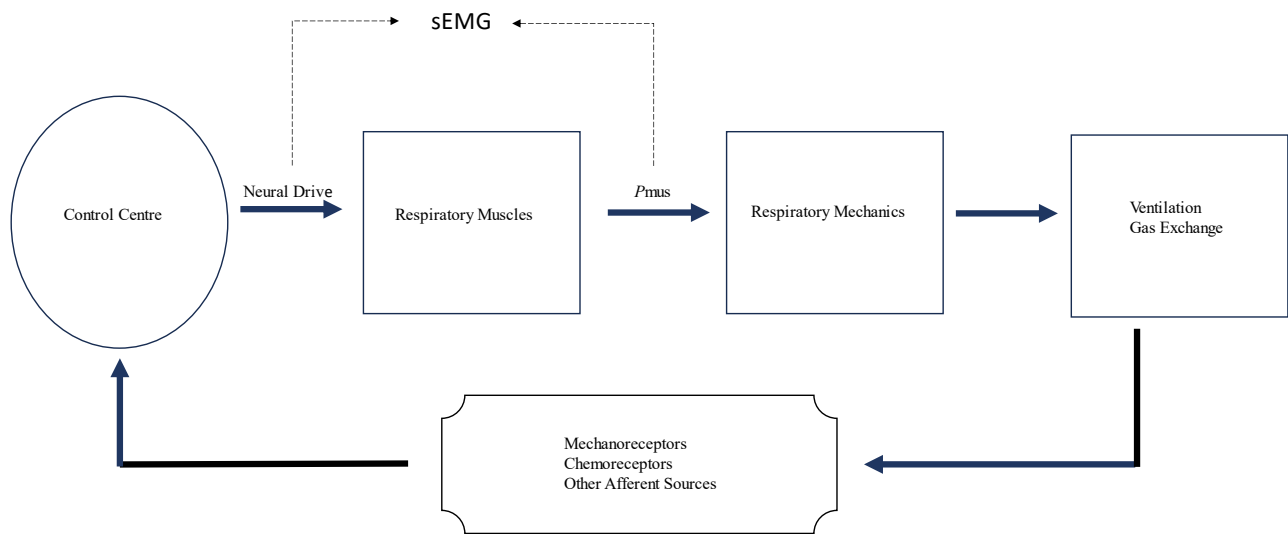 sEMG
Neural Drive
Pmus
Control Centre
Respiratory Muscles
Respiratory Mechanics
Ventilation
Gas Exchange
Mechanoreceptors
Chemoreceptors
Other Afferent Sources